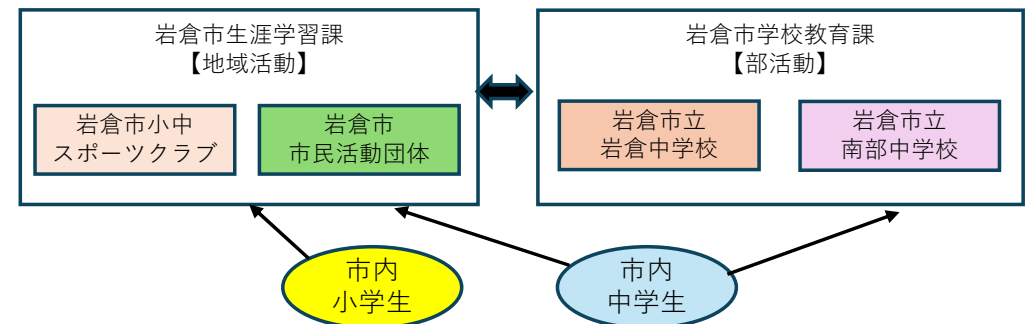 岩倉市生涯学習課
【地域活動】
岩倉市小中
スポーツクラブ
岩倉市
市民活動団体
岩倉市学校教育課
【部活動】
岩倉市立
岩倉中学校
岩倉市立
南部中学校
市内
小学生
市内
中学生